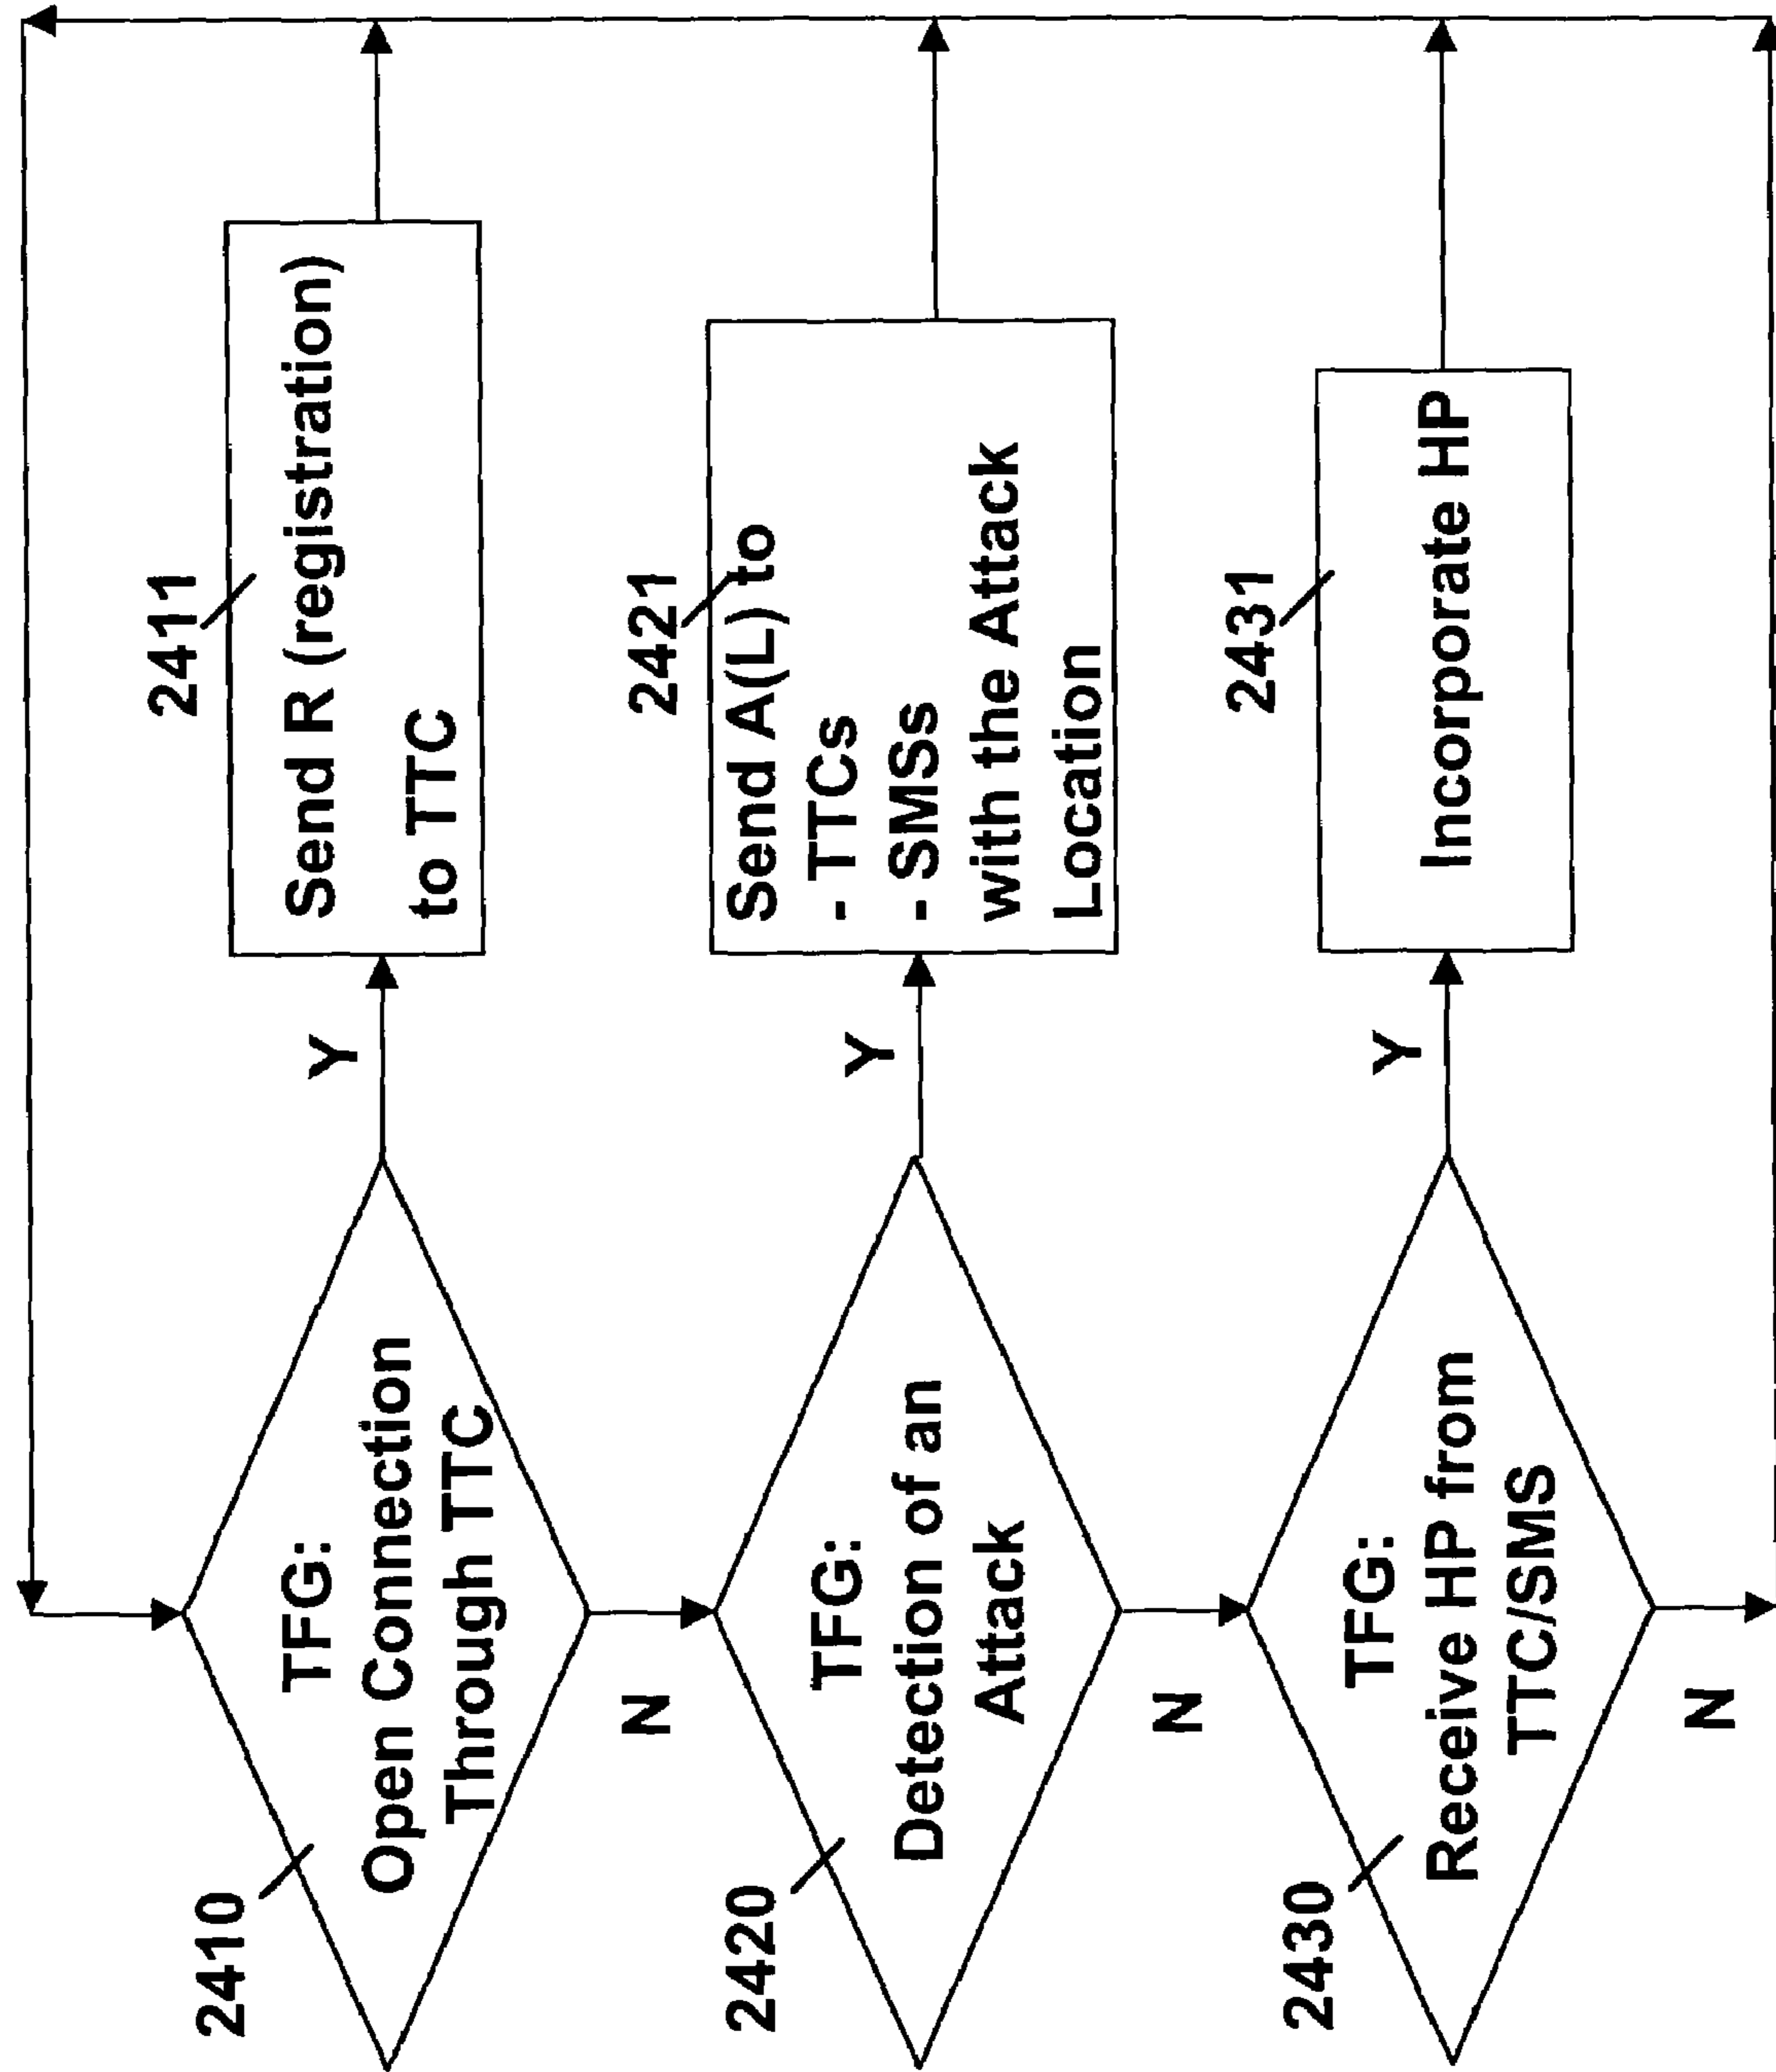 2410
TFG:
Open Connection
Through TTC
Y
2411
Send R (registration)
to TTC
N
2420
TFG:
Detection of an
Attack
Y
2421
Send A(L) to
- TTCs
- SMSs
with the Attack
Location
N
2430
TFG:
Receive HP from
TTC/SMS
Y
2431
Incorporate HP
N